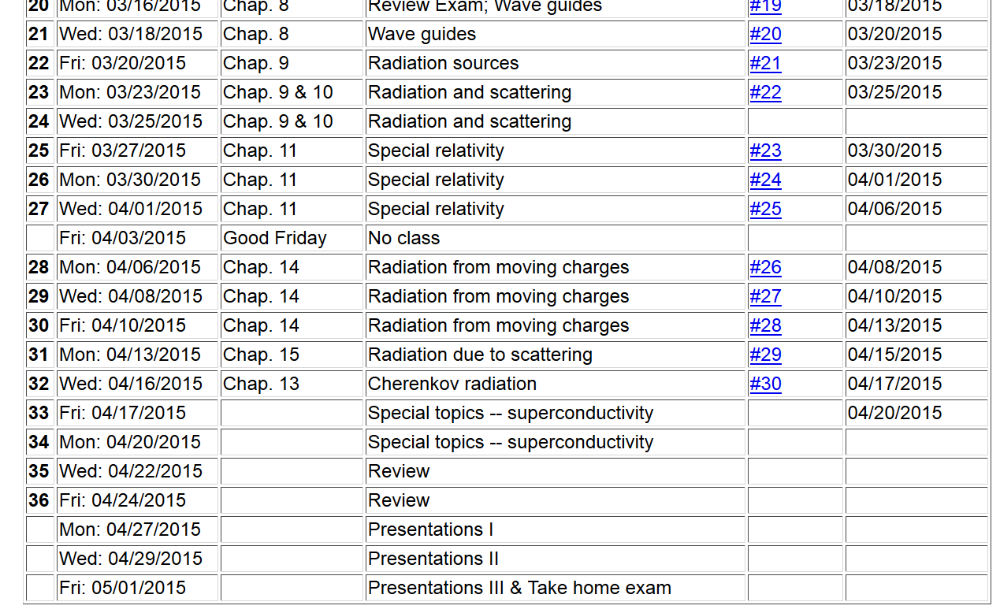 20 Mon: 03/16/2015 Chap. 8 Review Exam; Wave guides #19 03/18/2015
21 Wed: 03/18/2015 Chap. 8 Wave guides #20 03/20/2015
22 Fri: 03/20/2015 Chap. 9 Radiation sources #21 03/23/2015
23 Mon: 03/23/2015 Chap. 9 & 10 Radiation and scattering #22 03/25/2015
24 Wed: 03/25/2015 Chap. 9 & 10 Radiation and scattering
25 Fri: 03/27/2015 Chap. 11 Special relativity #23 03/30/2015
26 Mon: 03/30/2015 Chap. 11 Special relativity #24 04/01/2015
27 Wed: 04/01/2015 Chap. 11 Special relativity #25 04/06/2015
Fri: 04/03/2015 Good Friday No class
28 Mon: 04/06/2015 Chap. 14 Radiation from moving charges #26 04/08/2015
29 Wed: 04/08/2015 Chap. 14 Radiation from moving charges #27 04/10/2015
30 Fri: 04/10/2015 Chap. 14 Radiation from moving charges #28 04/13/2015
31 Mon: 04/13/2015 Chap. 15 Radiation due to scattering #29 04/15/2015
32 Wed: 04/16/2015 Chap. 13 Cherenkov radiation #30 04/17/2015
33 Fri: 04/17/2015 Special topics -- superconductivity 04/20/2015
34 Mon: 04/20/2015 Special topics -- superconductivity
35 Wed: 04/22/2015 Review
36 Fri: 04/24/2015 Review
Mon: 04/27/2015 Presentations I
Wed: 04/29/2015 Presentations II
Fri: 05/01/2015 Presentations III & Take home exam